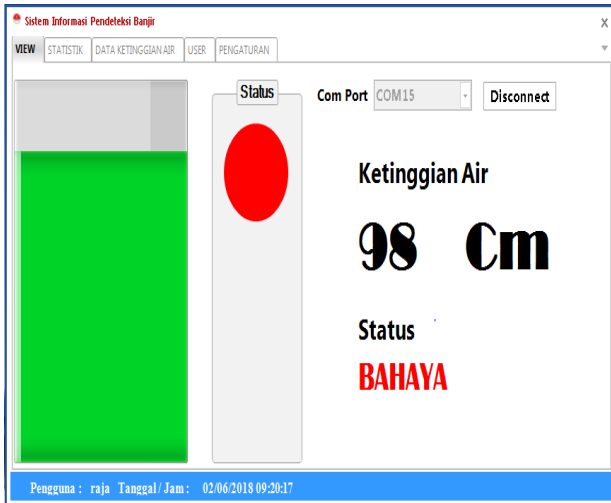 Sistem Informasi Pendeteksi Banjir X
VIEW STATISTIK DATA KETINGGIAN AIR USER PENGATURAN
Status
Com Port COM15 Disconnect
Ketinggian Air
98 Cm
Status
BAHAYA
Pengguna : raja Tanggal / Jam : 02/06/2018 09:20:17